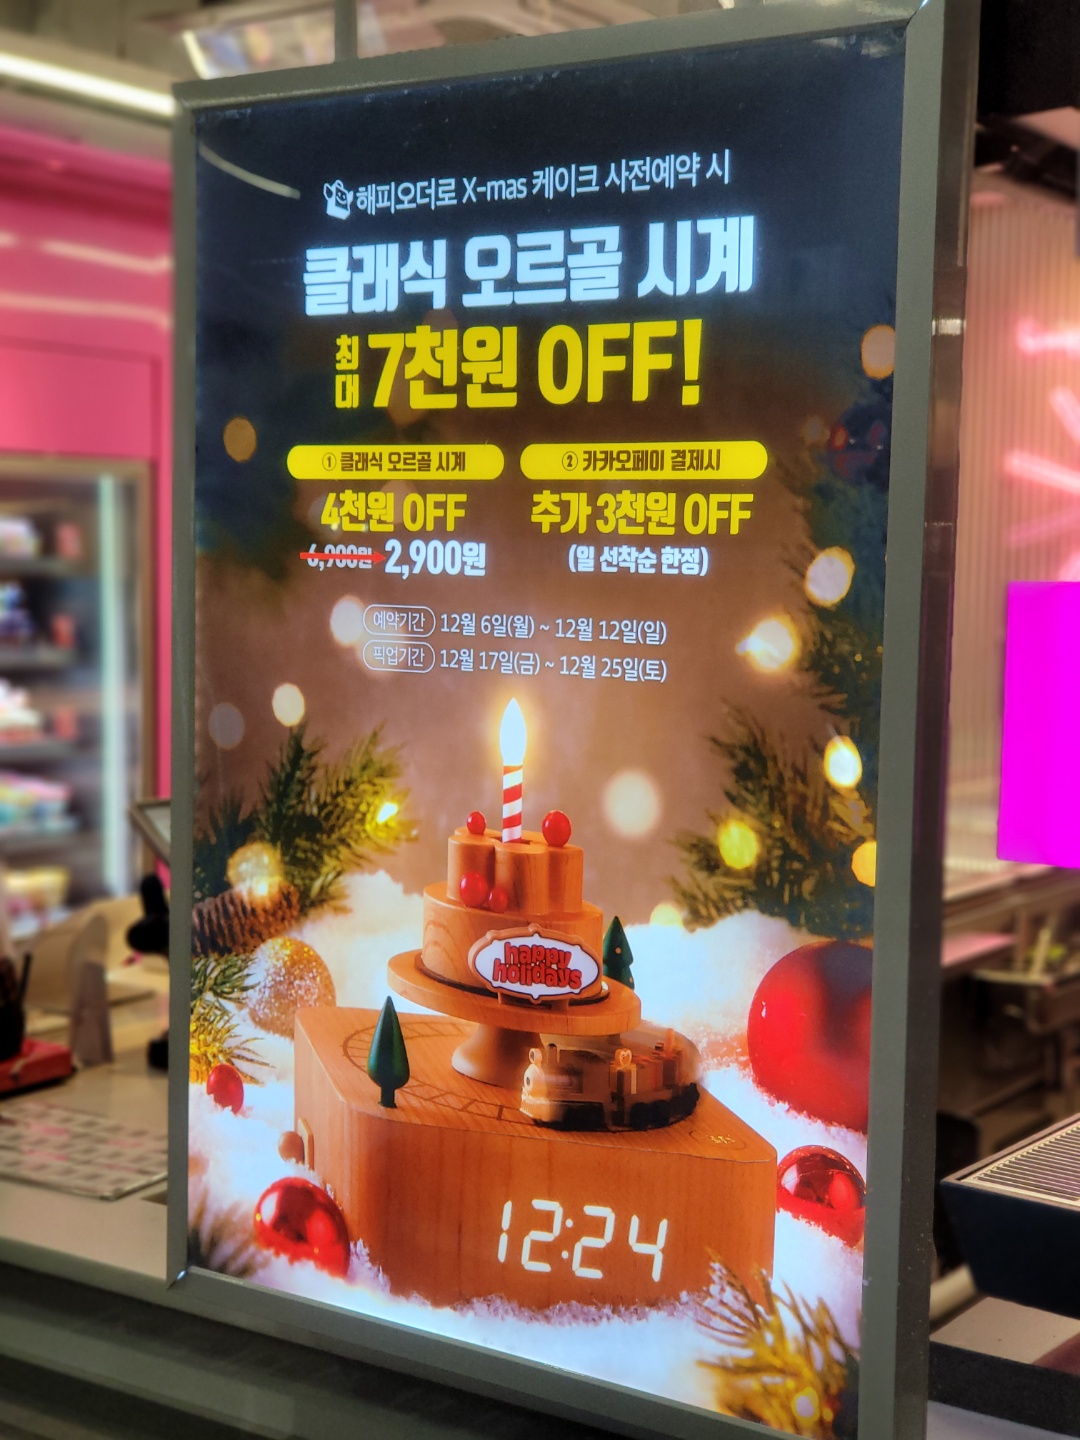 해피오더로 X-mas 케이크 사전예약 시
클래식 오르골 시계
최대 7천원 OFF!
① 클래식 오르골 시계
4천원 OFF
6,900원 2,900원
② 카카오페이 결제시
추가 3천원 OFF
(일 선착순 한정)
예약기간 12월 6일(월) ~ 12월 12일(일)
픽업기간 12월 17일(금) ~ 12월 25일(토)
happy
holidays
12:24